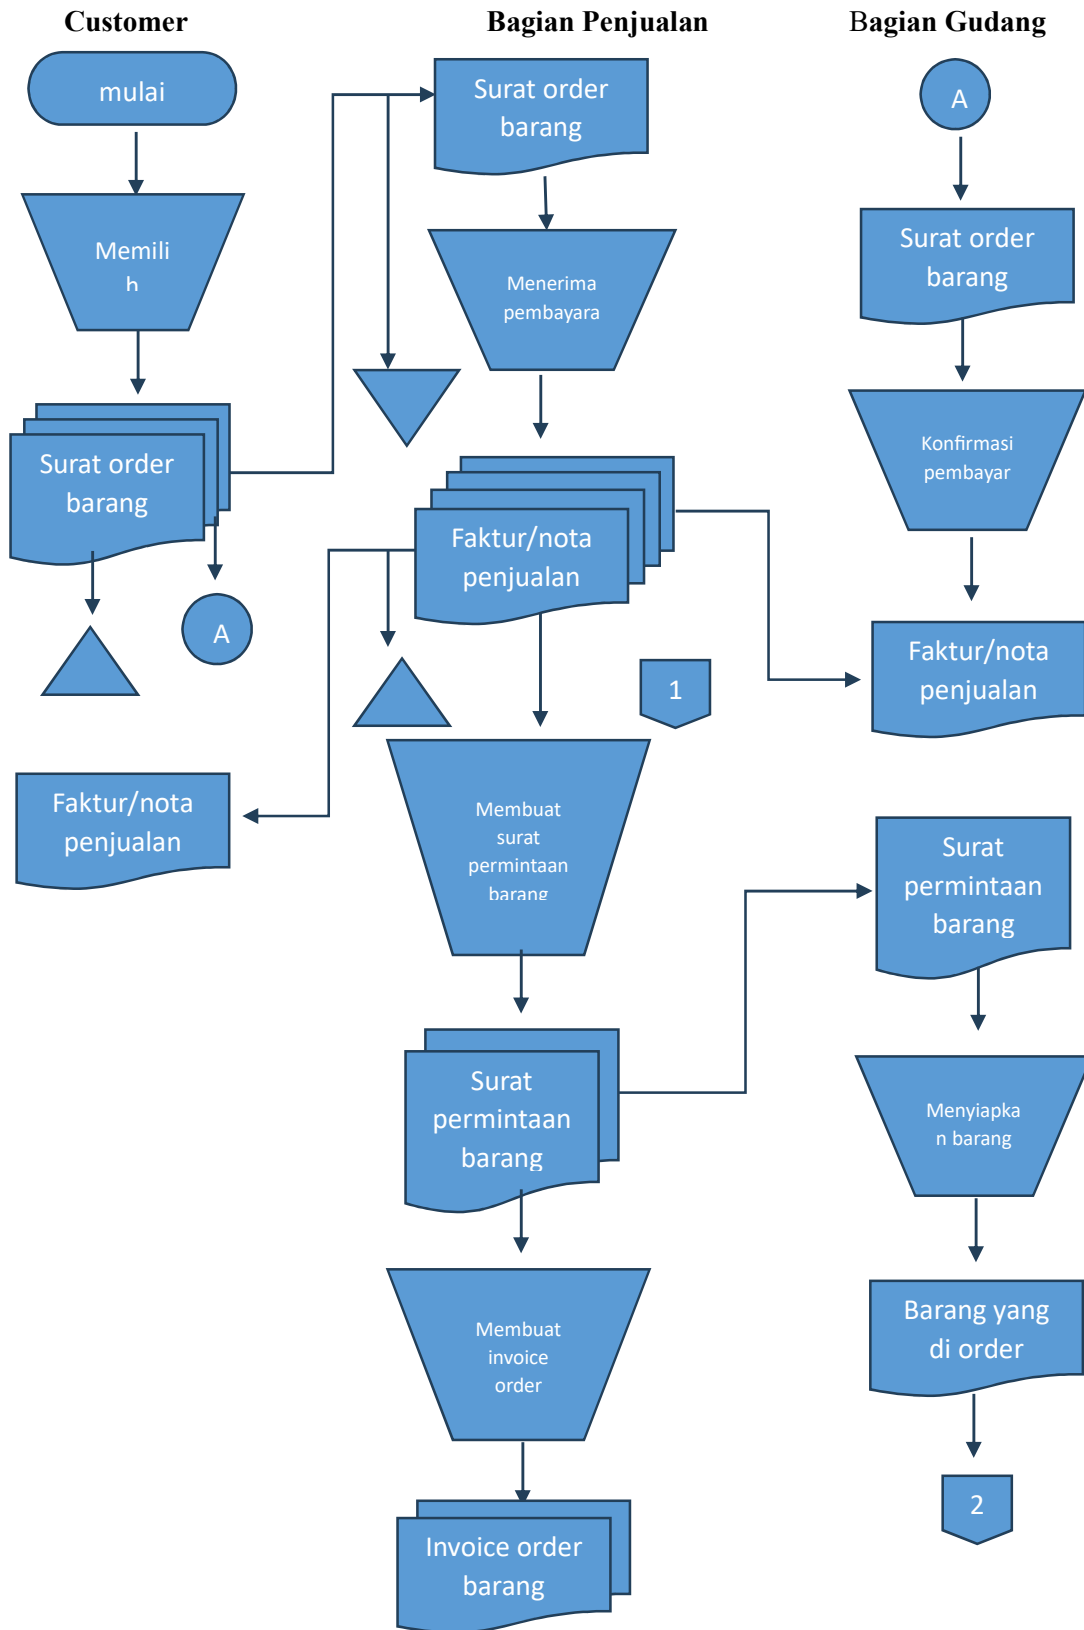 Customer
Bagian Penjualan
Bagian Gudang
mulai
Memili
h
Surat order
barang
A
Faktur/nota
penjualan
Surat order
barang
Menerima
pembayara
Faktur/nota
penjualan
1
Membuat
surat
permintaan
barang
Surat
permintaan
barang
Membuat
invoice
order
Invoice order
barang
A
Surat order
barang
Konfirmasi
pembayar
Faktur/nota
penjualan
Surat
permintaan
barang
Menyiapka
n barang
Barang yang
di order
2